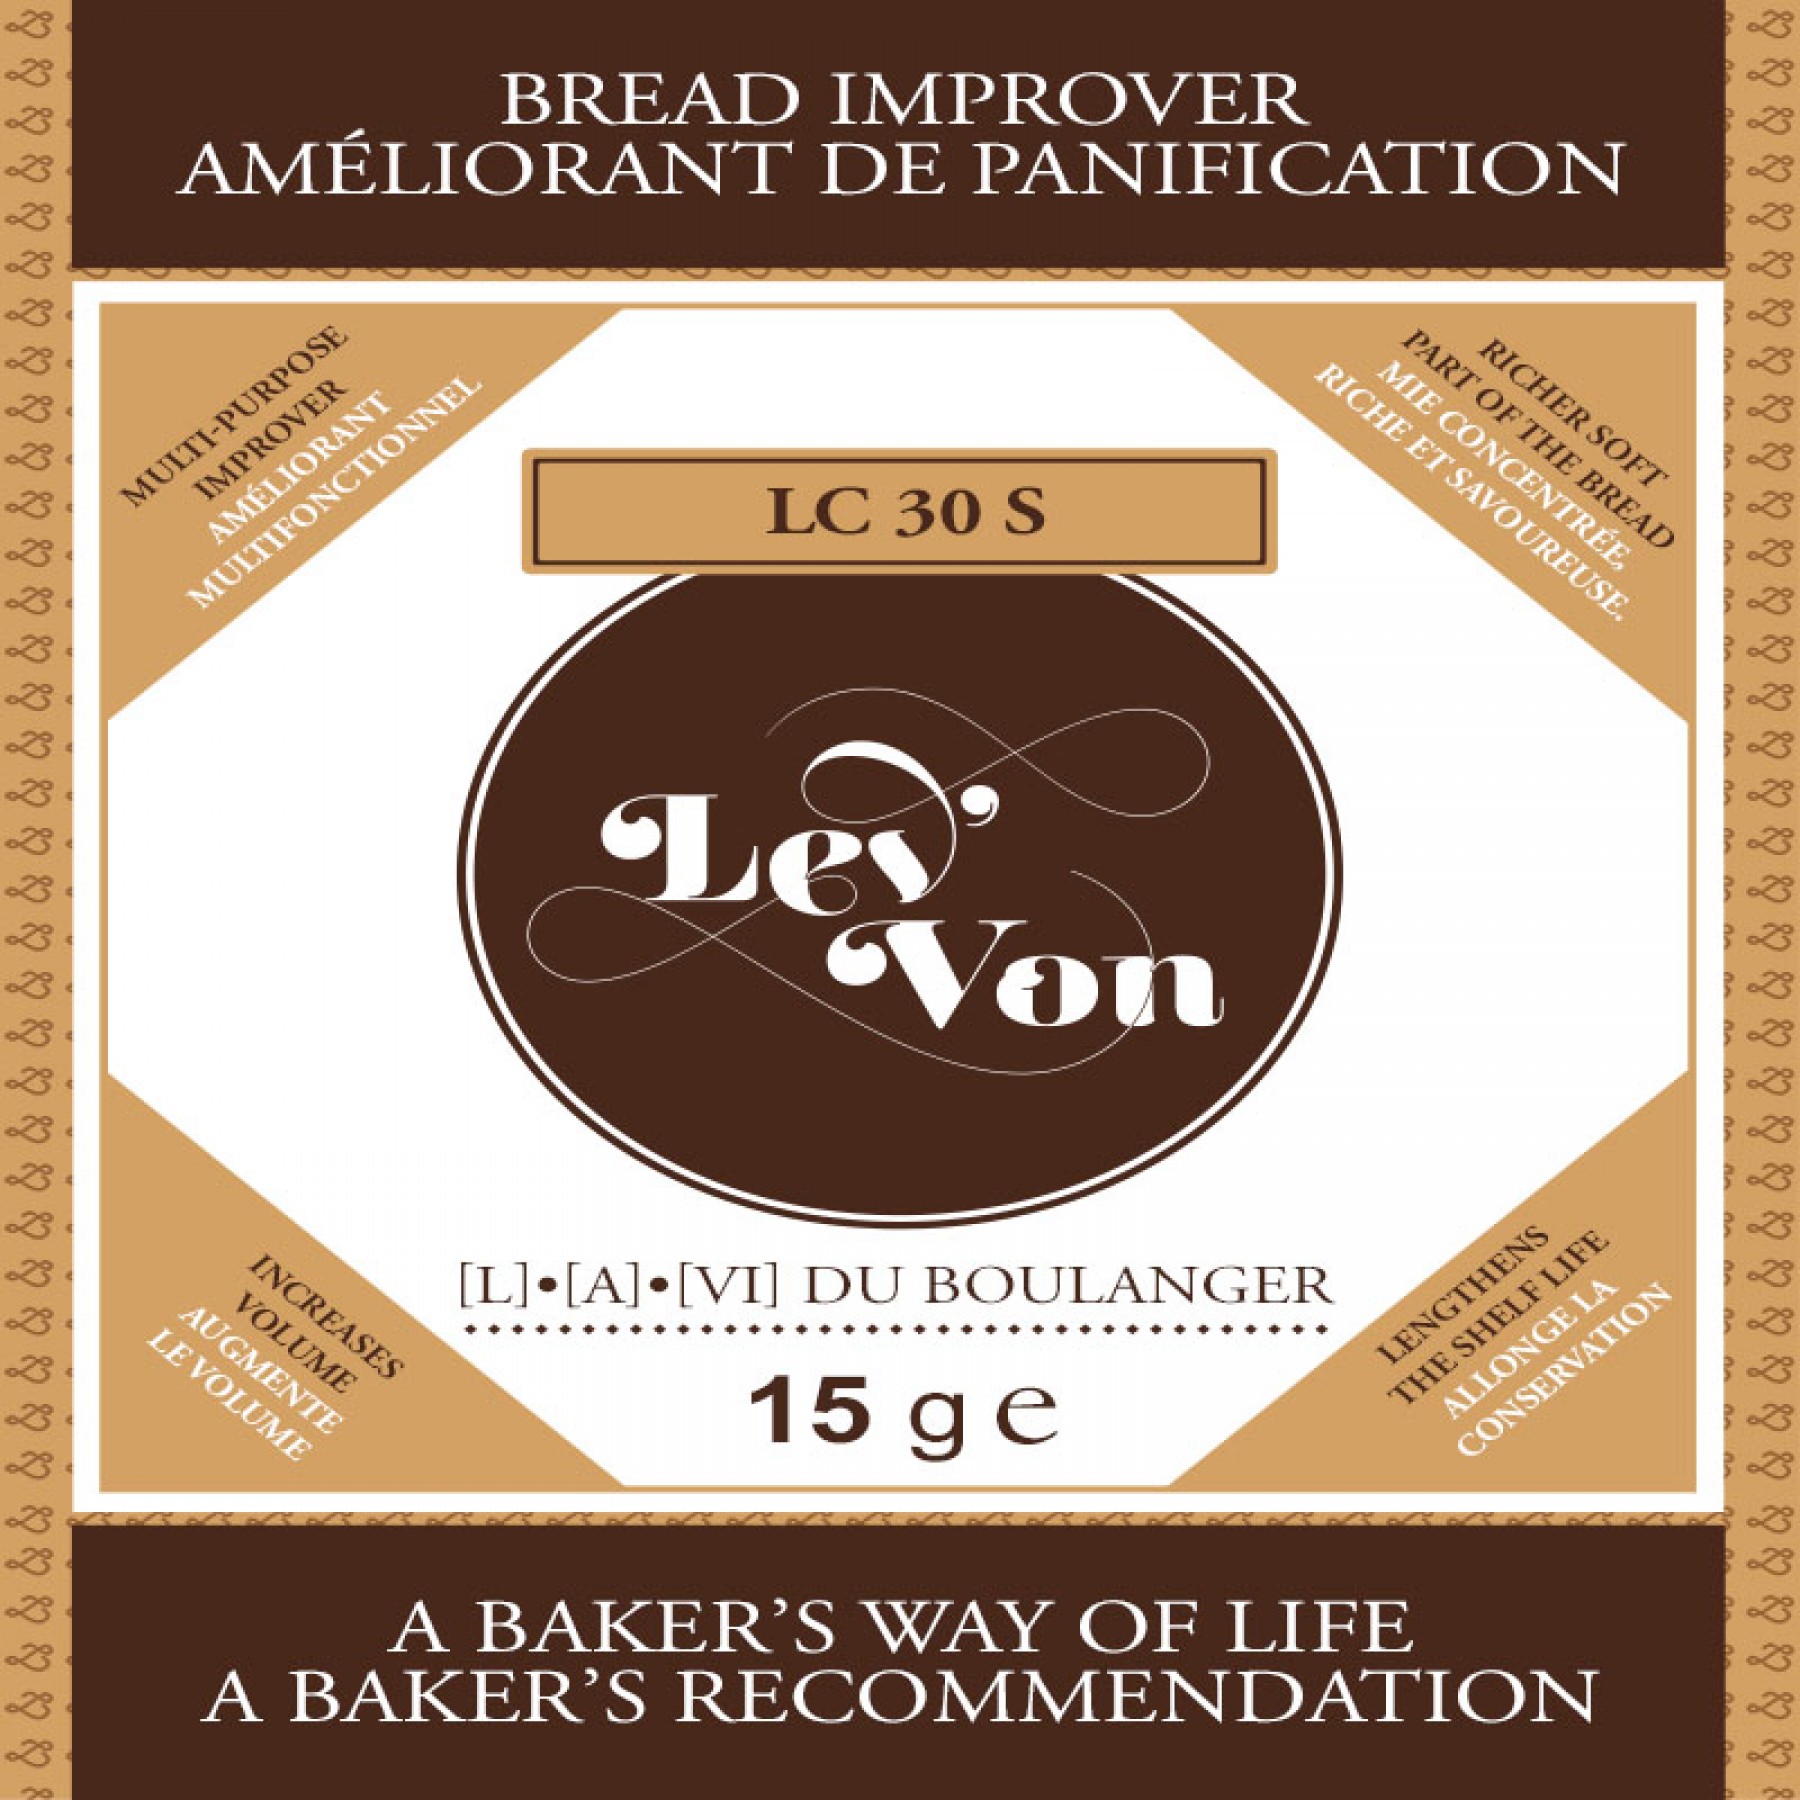 BREAD IMPROVER
AMÉLIORANT DE PANIFICATION
MULTI-PURPOSE
IMPROVER
AMÉLIORANT
MULTIFONCTIONNEL
RICHER SOFT
PART OF THE BREAD
MIE CONCENTRÉE,
RICHE ET SAVOUREUSE.
LC 30 S
Lev'
Von
[L]•[A]•[VI] DU BOULANGER
15 g e
INCREASES
VOLUME
AUGMENTE
LE VOLUME
LENGTHENS
THE SHELF LIFE
ALLONGE LA
CONSERVATION
A BAKER'S WAY OF LIFE
A BAKER'S RECOMMENDATION